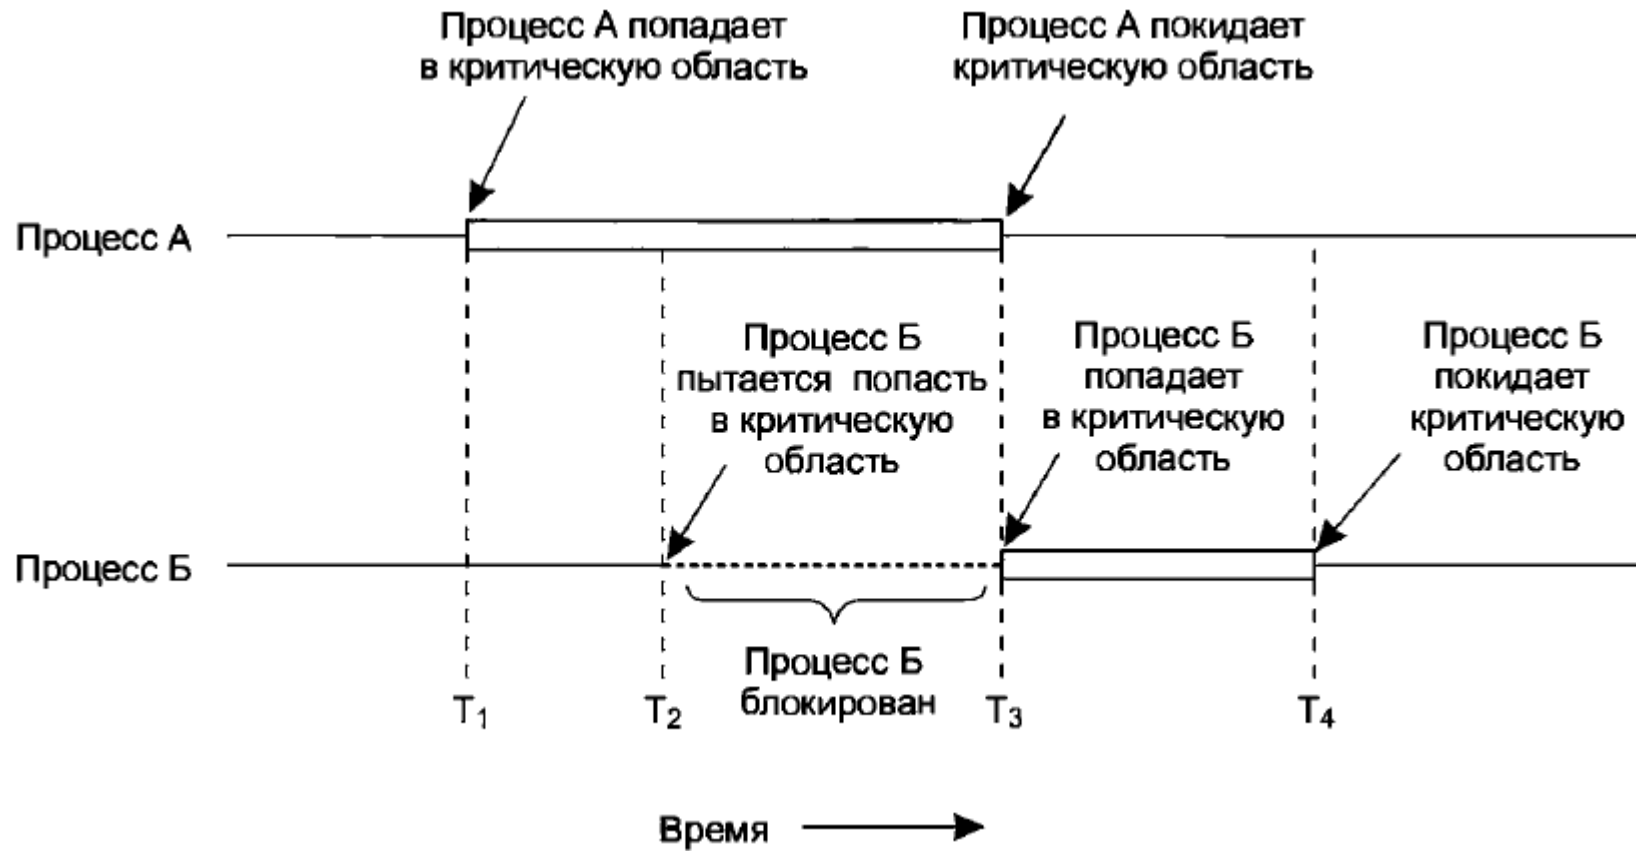 Процесс А попадает
в критическую область
Процесс А покидает
критическую область
Процесс А
Процесс Б
пытается попасть
в критическую
область
Процесс Б
попадает
в критическую
область
Процесс Б
покидает
критическую
область
Процесс Б
Процесс Б
блокирован
T1
T2
T3
T4
Время